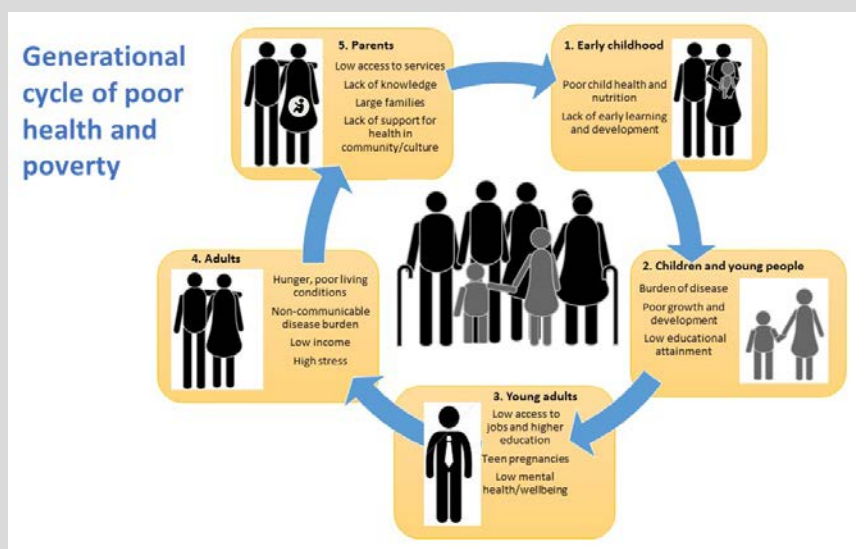 Generational
cycle of poor
health and
poverty
5. Parents
Low access to services
Lack of knowledge
Large families
Lack of support for
health in
community/culture
1. Early childhood
Poor child health and
nutrition
Lack of early learning
and development
2. Children and young people
Burden of disease
Poor growth and
development
Low educational
attainment
3. Young adults
Low access to
jobs and higher
education
Teen pregnancies
Low mental
health/wellbeing
4. Adults
Hunger, poor living
conditions
Non-communicable
disease burden
Low income
High stress